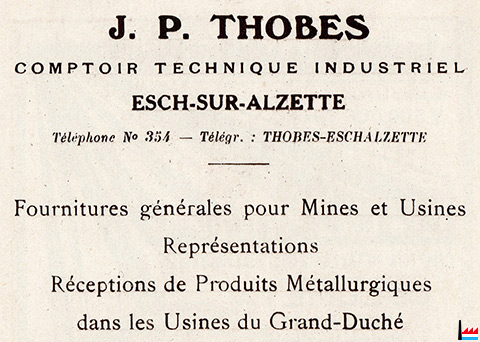 J. P. THOBES
COMPTOIR TECHNIQUE INDUSTRIEL
ESCH-SUR-ALZETTE
Téléphone No 354 — Télégr. : THOBES-ESCHALZETTE
Fournitures générales pour Mines et Usines
Représentations
Réceptions de Produits Métallurgiques
dans les Usines du Grand-Duché